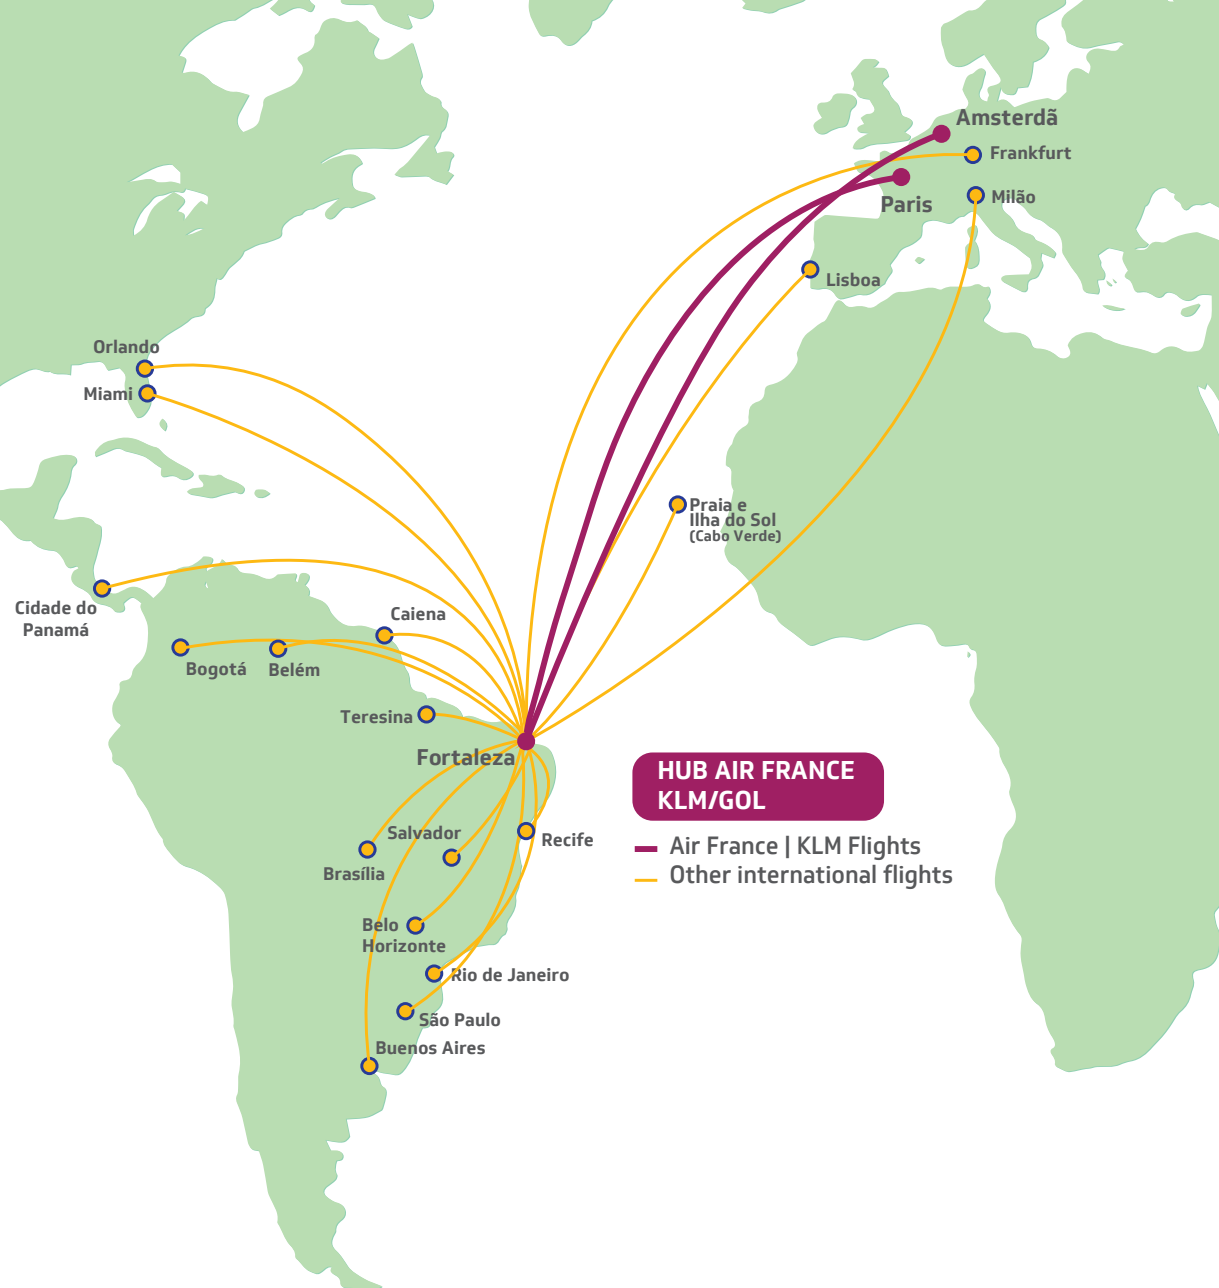 Amsterdã
Frankfurt
Milão
Paris
Lisboa
Orlando
Miami
Praia e
Ilha do Sol
(Cabo Verde)
Cidade do
Panamá
Caiena
Bogotá
Belém
Teresina
Fortaleza
HUB AIR FRANCE
KLM/GOL
Salvador
Recife
Air France | KLM Flights
Brasília
Other international flights
Belo
Horizonte
Rio de Janeiro
São Paulo
Buenos Aires